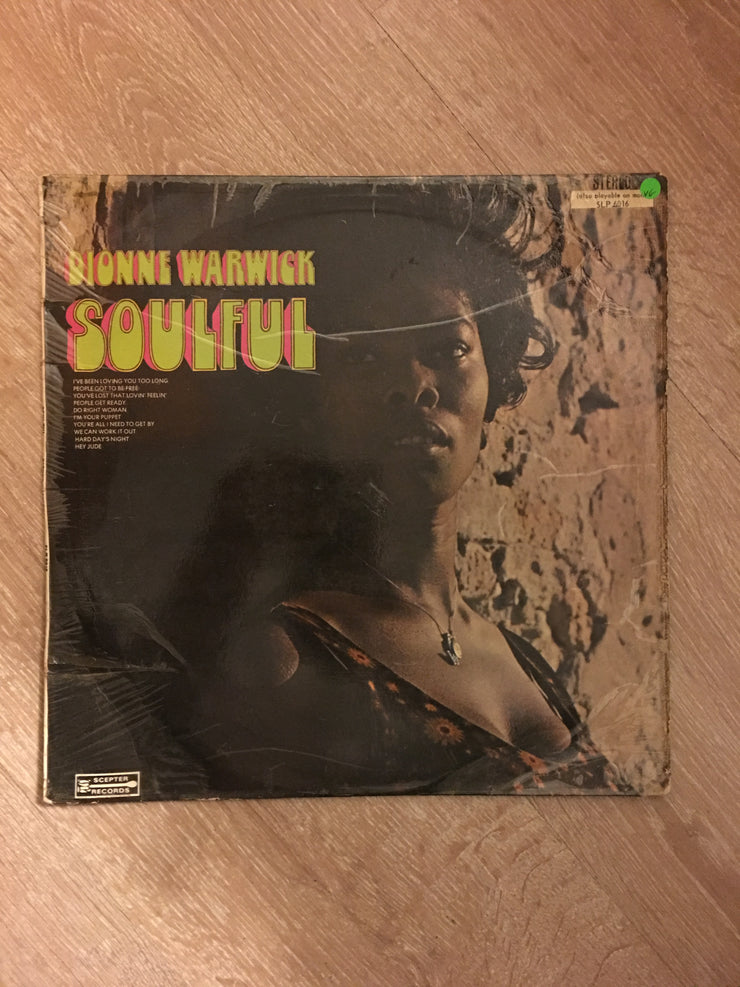 STEREO
(also playable on mono)
SLP 4016
VG
DIONNE WARWICK
SOULFUL
I'VE BEEN LOVING YOU TOO LONG
PEOPLE GOT TO BE FREE
YOU'VE LOST THAT LOVIN' FEELIN'
PEOPLE GET READY
DO RIGHT WOMAN
I'M YOUR PUPPET
YOU'RE ALL I NEED TO GET BY
WE CAN WORK IT OUT
HARD DAY'S NIGHT
HEY JUDE
SCEPTER
RECORDS